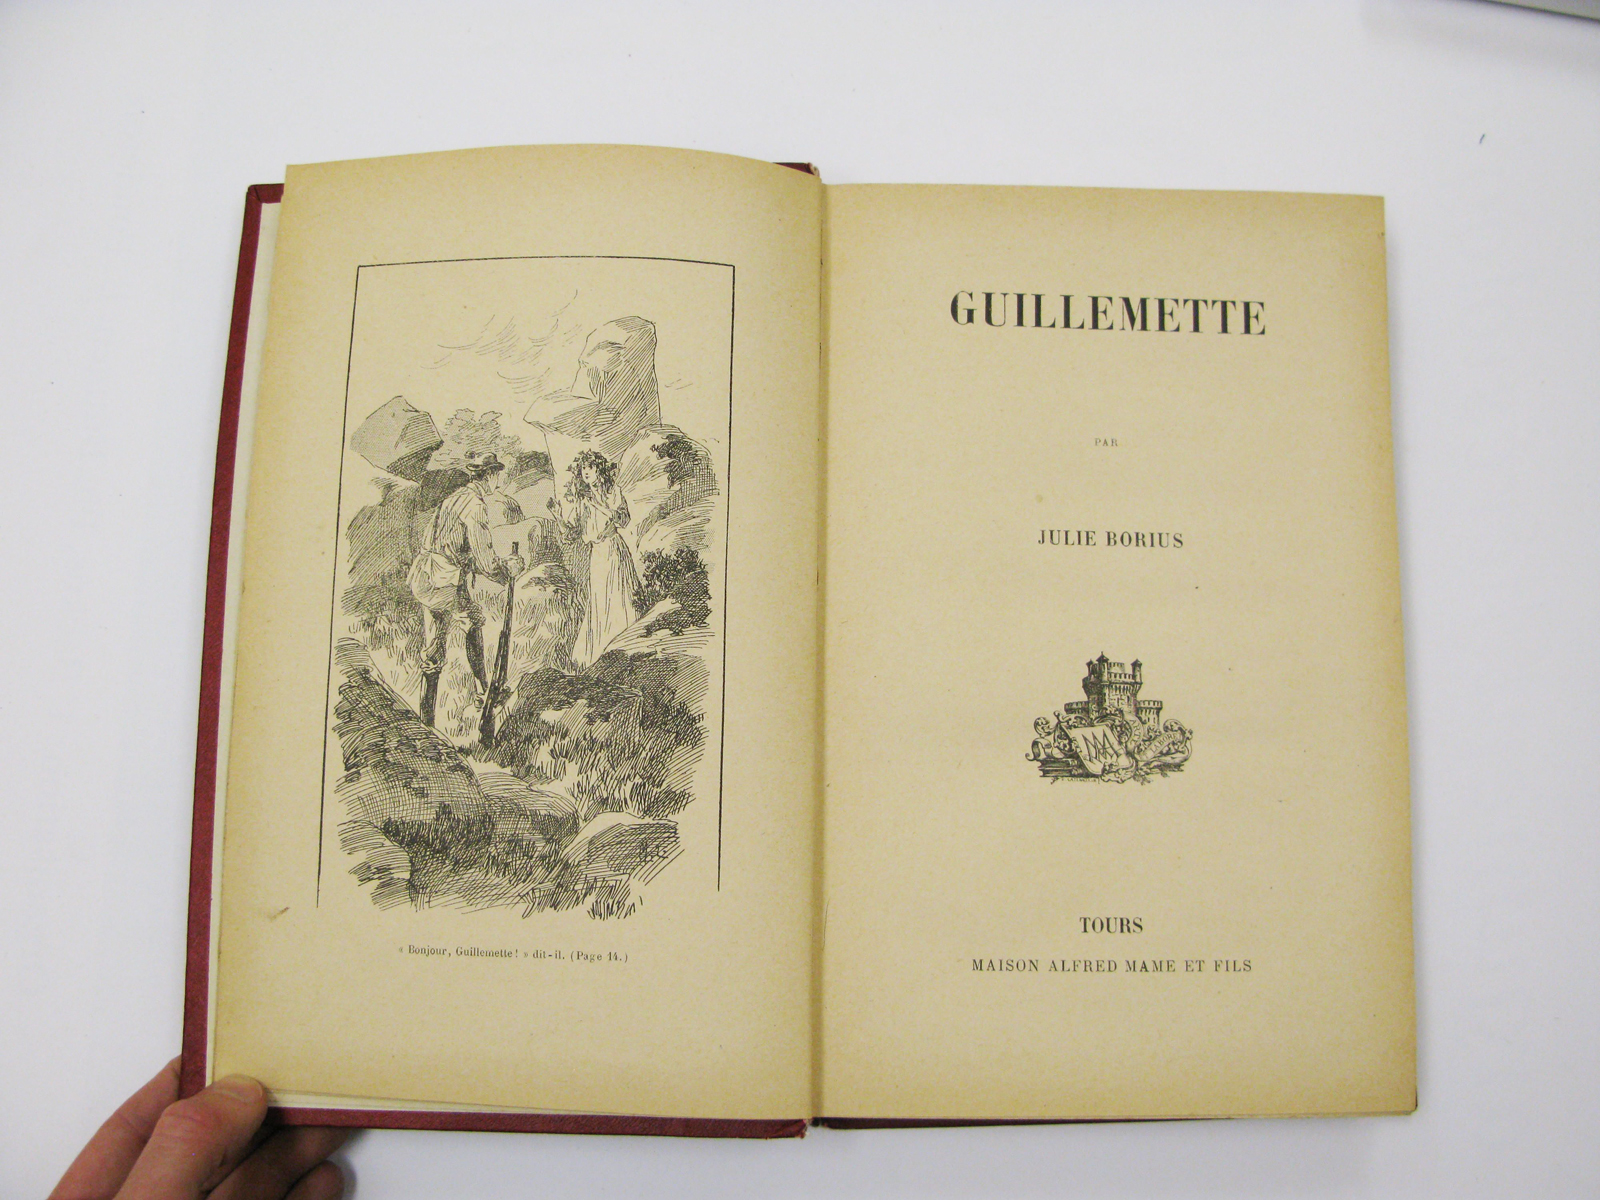 « Bonjour, Guillemette ! » dit-il. (Page 14.)
GUILLEMETTE
PAR
JULIE BORIUS
TOURS
MAISON ALFRED MAME ET FILS